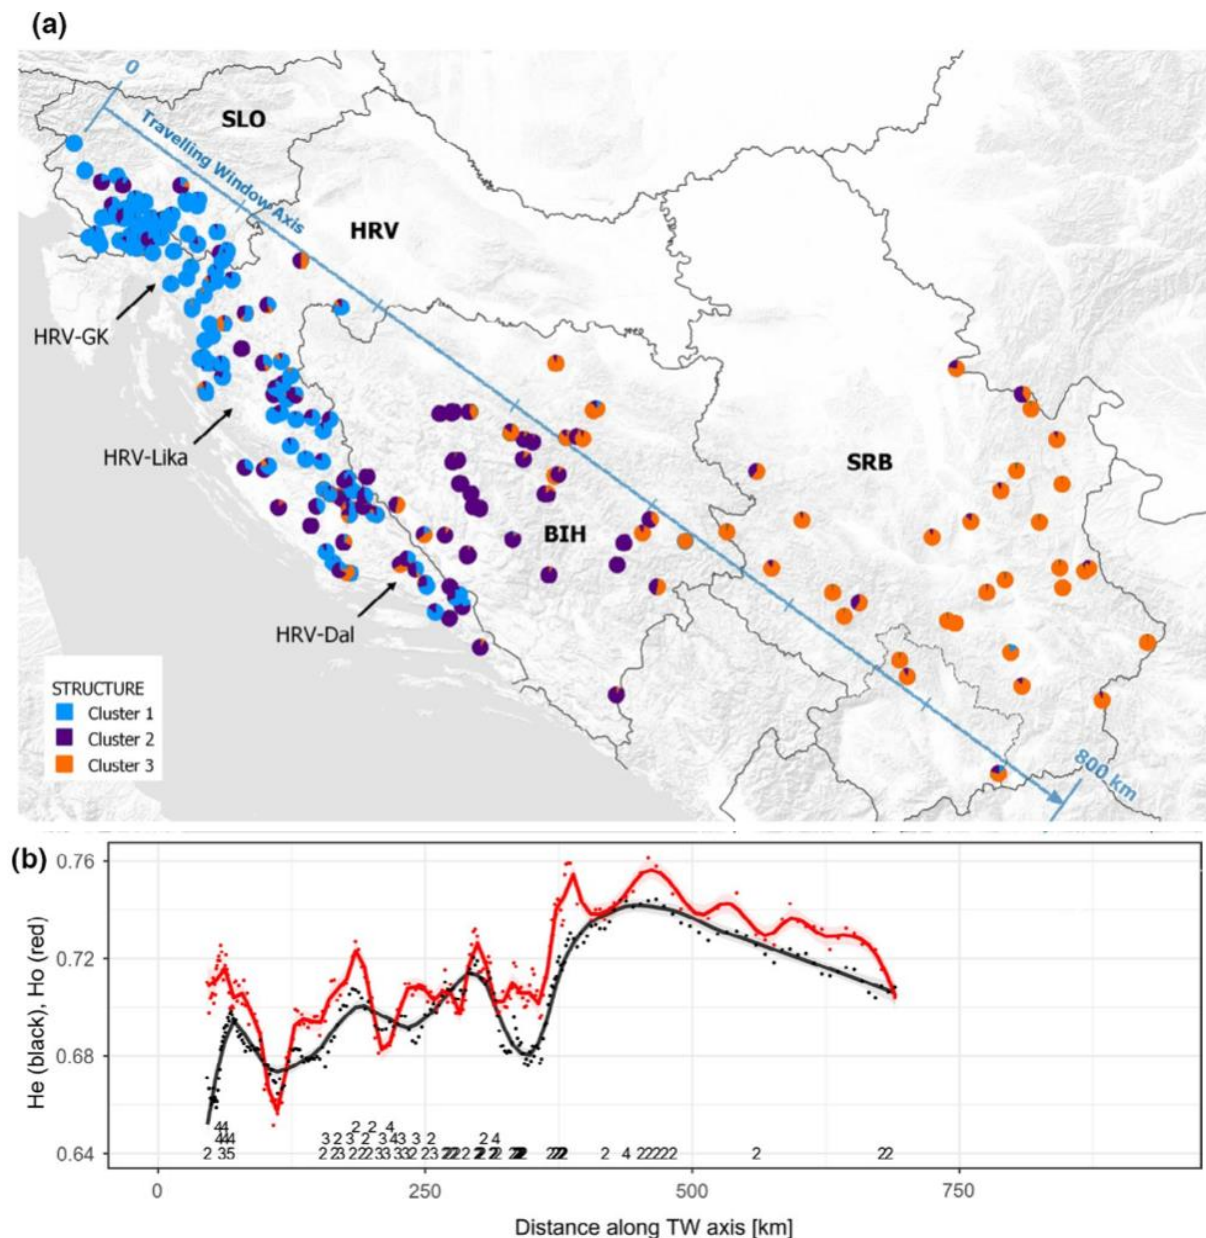 (a)
0
SLO
Travelling Window Axis
HRV
HRV-GK
HRV-Lika
SRB
BIH
HRV-Dal
STRUCTURE
Cluster 1
Cluster 2
Cluster 3
800 km
(b)
0.76
0.72
0.68
0.64
He (black), Ho (red)
0
250
500
750
Distance along TW axis [km]